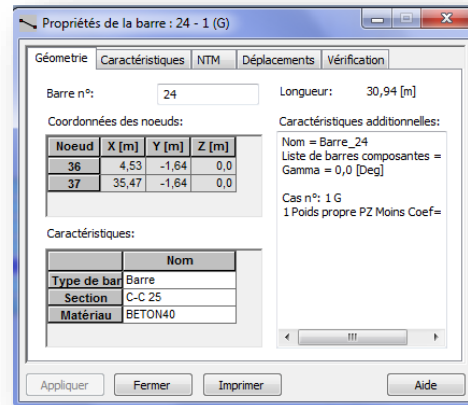 Propriétés de la barre : 24 - 1 (G)
Géometrie Caractéristiques NTM Déplacements Vérification
Barre n°: 24 Longueur: 30,94 [m]
Coordonnées des noeuds:
Noeud X [m] Y [m] Z [m]
36 4,53 -1,64 0,0
37 35,47 -1,64 0,0
Caractéristiques additionnelles:
Nom = Barre_24
Liste de barres composantes =
Gamma = 0,0 [Deg]
Cas n°: 1 G
1 Poids propre PZ Moins Coef=
Caractéristiques:
Nom
Type de bar Barre
Section C-C 25
Matériau BETON40
Appliquer Fermer Imprimer Aide